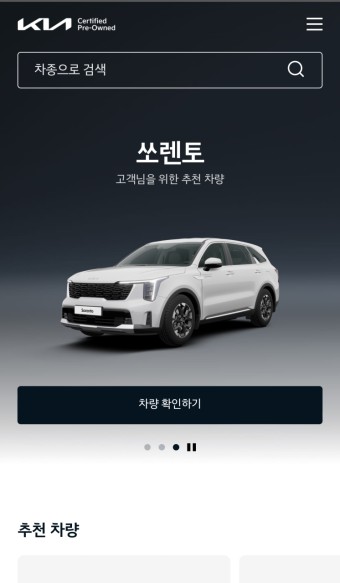 KIA Certified
Pre-Owned
차종으로 검색
쏘렌토
고객님을 위한 추천 차량
Sorento
차량 확인하기
추천 차량